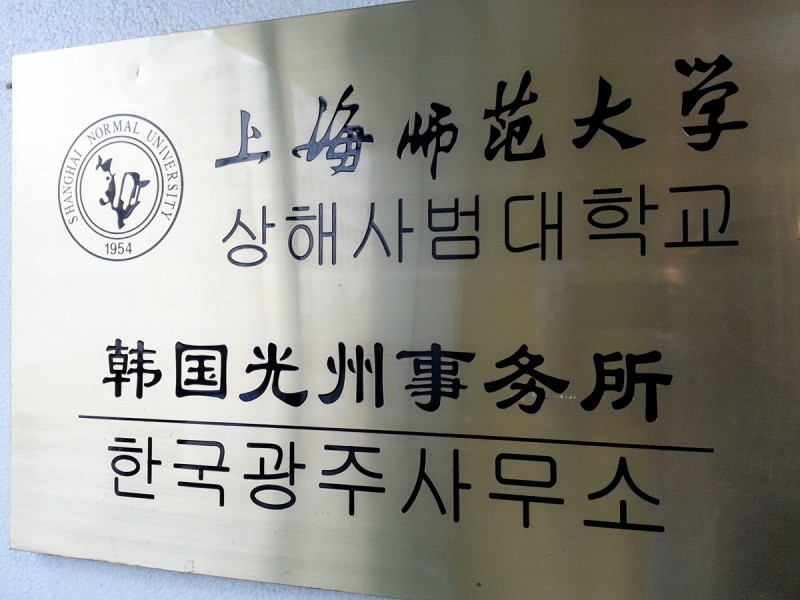 SHANGHAI NORMAL UNIVERSITY
1954
上海师范大学
상해사범대학교
韩国光州事务所
한국광주사무소